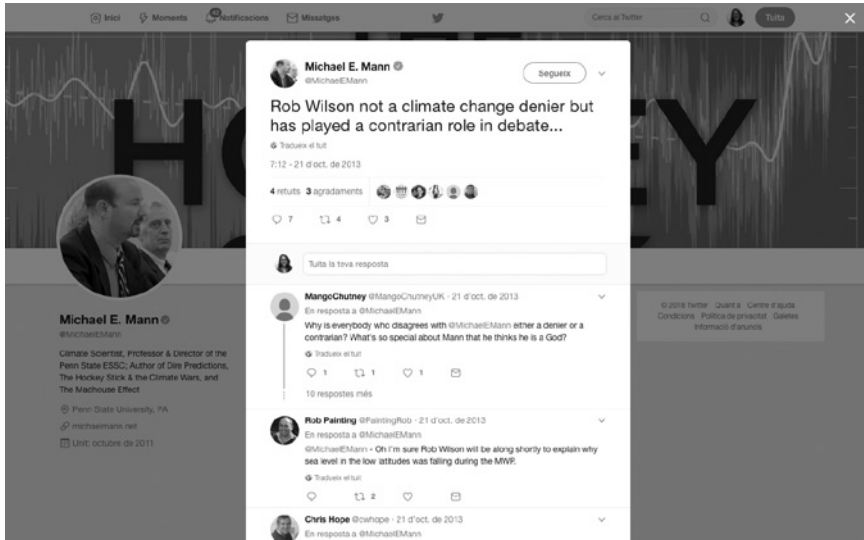 Inici Moments Notificacions Missatges Cerca al Twitter Tuita
Michael E. Mann
@MichaelEMann
Segueix
Rob Wilson not a climate change denier but
has played a contrarian role in debate...
Tradueix el tuit
7:12 - 21 d'oct. de 2013
4 retuits 3 agradaments
7 4 3
Tuita la teva resposta
MangoChutney @MangoChutneyUK · 21 d'oct. de 2013
En resposta a @MichaelEMann
Why is everybody who disagrees with @MichaelEMann either a denier or a
contrarian? What's so special about Mann that he thinks he is a God?
Tradueix el tuit
1 1 1
10 respostes més
Rob Painting @PaintingRob · 21 d'oct. de 2013
En resposta a @MichaelEMann
@MichaelEMann - Oh I'm sure Rob Wilson will be along shortly to explain why
sea level in the low latitudes was falling during the MWP.
Tradueix el tuit
2
Chris Hope @cwhope · 21 d'oct. de 2013
En resposta a @MichaelEMann
Michael E. Mann
@MichaelEMann
Climate Scientist, Professor & Director of the
Penn State ESSC; Author of Dire Predictions,
The Hockey Stick & the Climate Wars, and
The Madhouse Effect
Penn State University, PA
michaelmann.net
Unit: octubre de 2011
© 2018 Twitter Quant a Centre d'ajuda
Condicions Política de privacitat Galetes
Informació d'anuncis